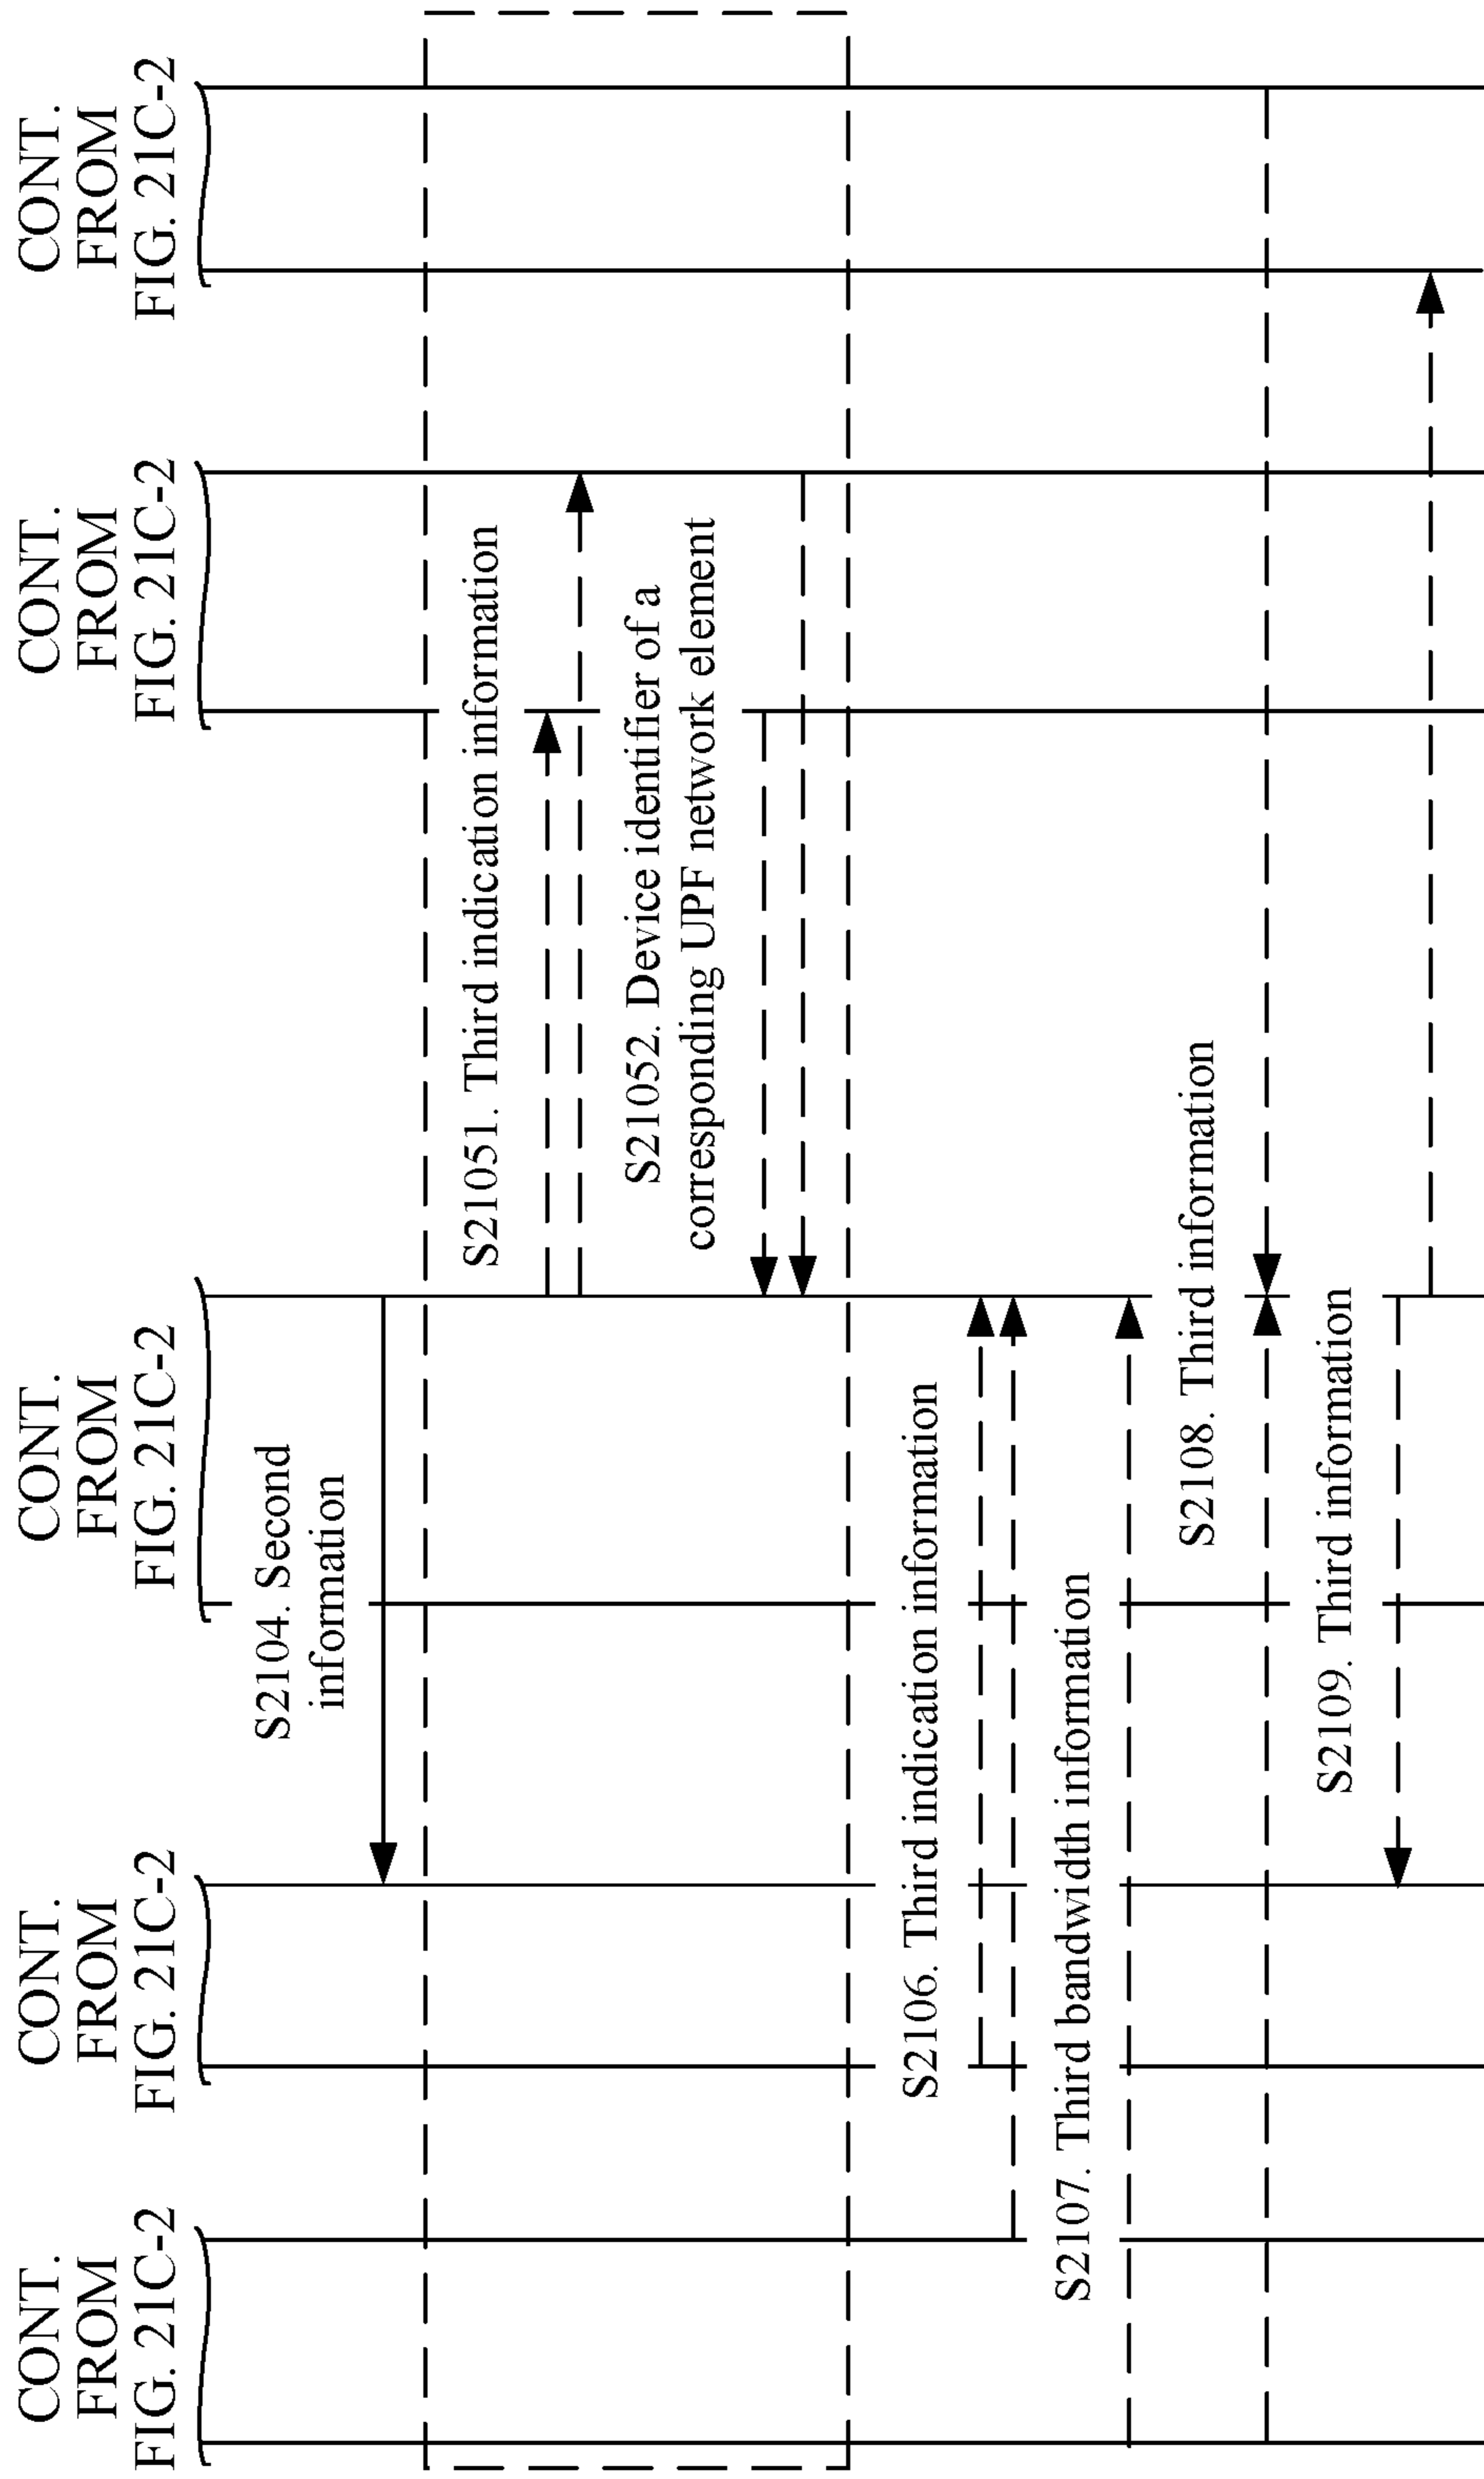 CONT.
FROM
FIG. 21C-2
CONT.
FROM
FIG. 21C-2
CONT.
FROM
FIG. 21C-2
CONT.
FROM
FIG. 21C-2
CONT.
FROM
FIG. 21C-2
S2104. Second
information
S21051. Third indication information
S21052. Device identifier of a
corresponding UPF network element
S2106. Third indication information
S2107. Third bandwidth information
S2108. Third information
S2109. Third information